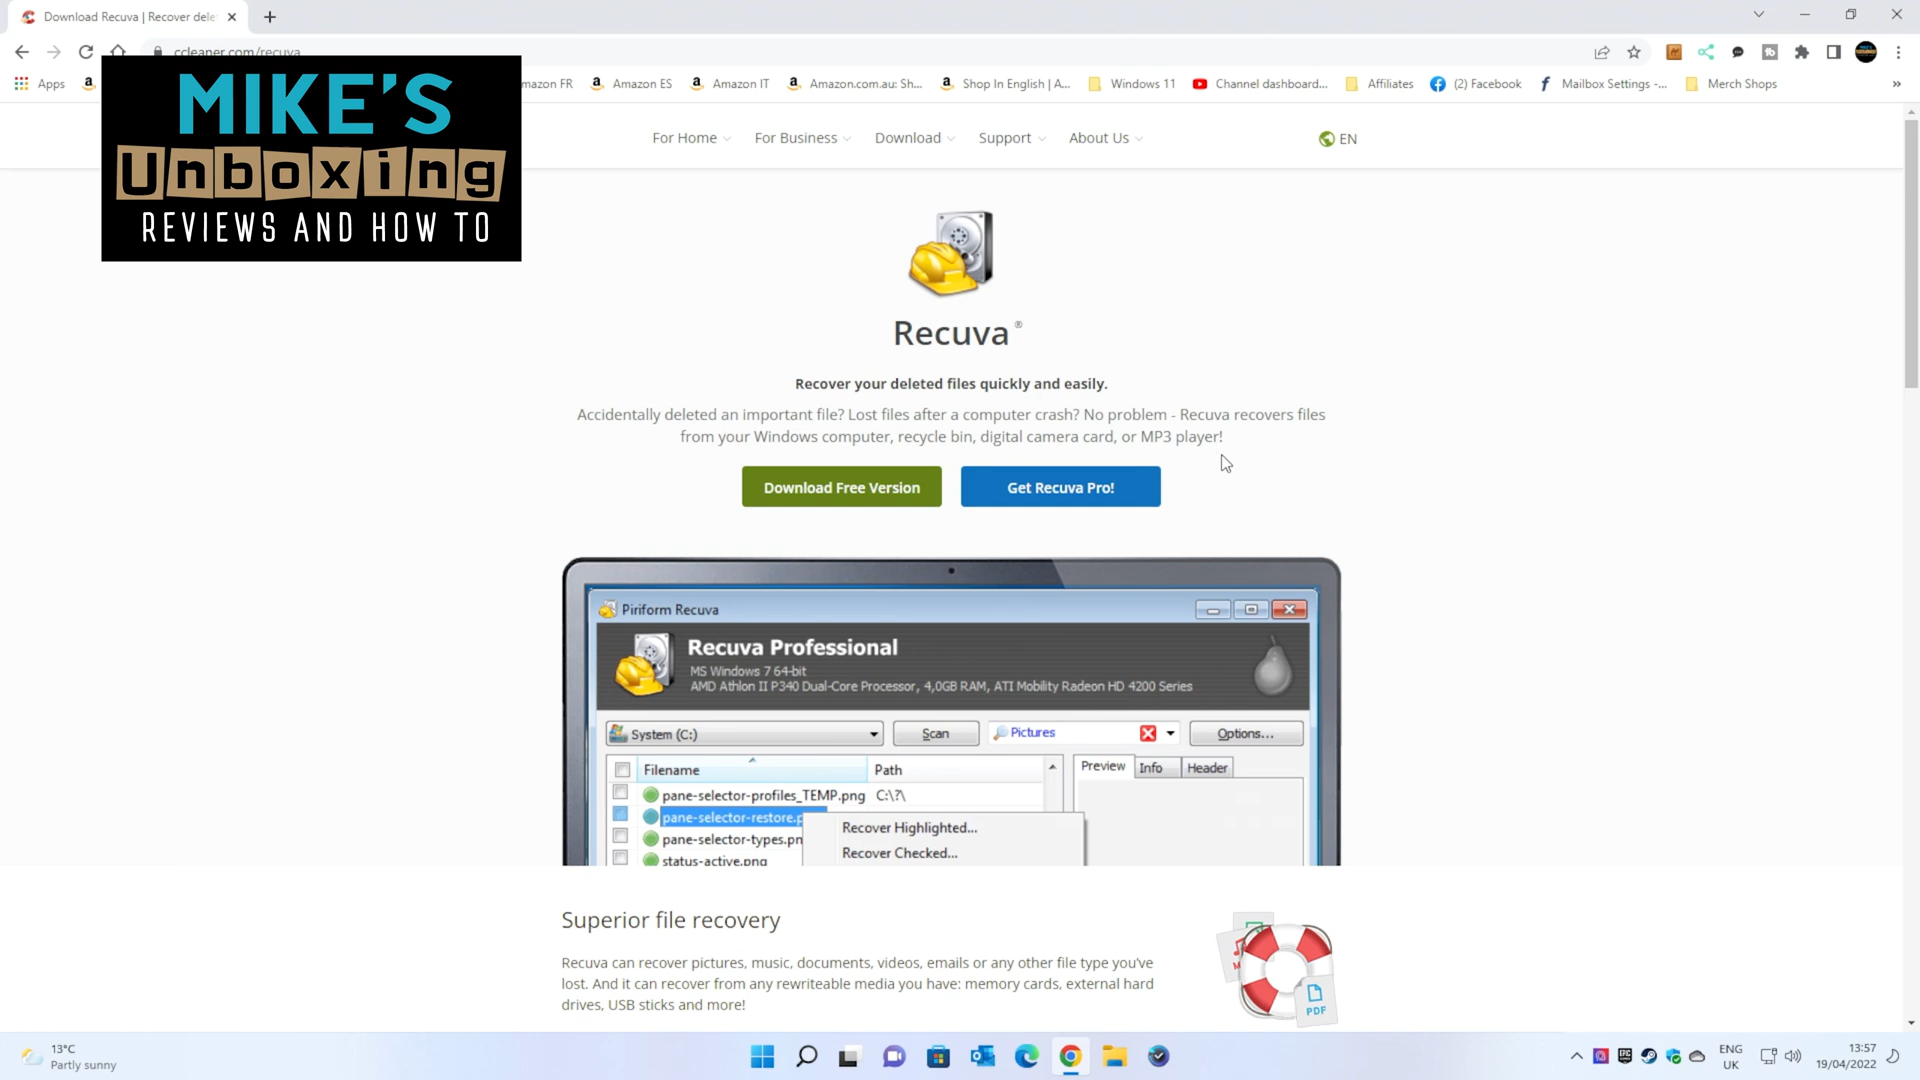 Download Recuva | Recover dele
ccleaner.com/recuva
Apps
mazon FR
Amazon ES
Amazon IT
Amazon.com.au: Sh...
Shop In English | A...
Windows 11
Channel dashboard...
Affiliates
(2) Facebook
Mailbox Settings -...
Merch Shops
»
MIKE'S
Unboxing
REVIEWS AND HOW TO
For Home
For Business
Download
Support
About Us
EN
Recuva®
Recover your deleted files quickly and easily.
Accidentally deleted an important file? Lost files after a computer crash? No problem - Recuva recovers files
from your Windows computer, recycle bin, digital camera card, or MP3 player!
Download Free Version
Get Recuva Pro!
Piriform Recuva
Recuva Professional
MS Windows 7 64-bit
AMD Athlon II P340 Dual-Core Processor, 4,0GB RAM, ATI Mobility Radeon HD 4200 Series
System (C:)
Scan
Pictures
Options...
Filename
Path
Preview
Info
Header
pane-selector-profiles_TEMP.png C:\?\
pane-selector-restore.p
pane-selector-types.pn
status-active.png
Recover Highlighted...
Recover Checked...
Superior file recovery
Recuva can recover pictures, music, documents, videos, emails or any other file type you've
lost. And it can recover from any rewriteable media you have: memory cards, external hard
drives, USB sticks and more!
PDF
13°C
Partly sunny
ENG
UK
13:57
19/04/2022